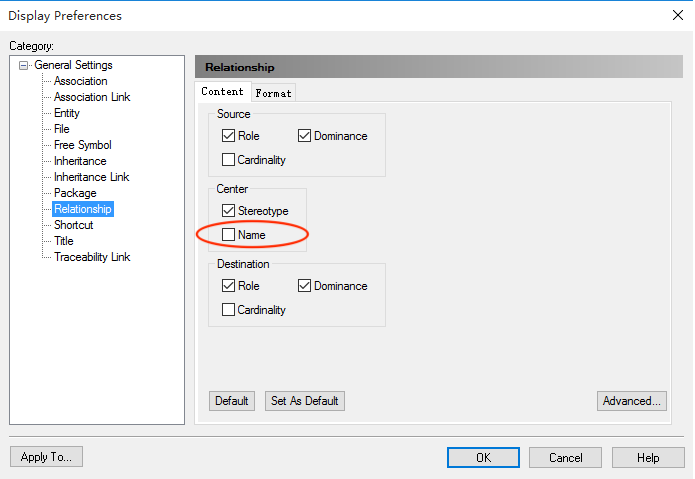 Display Preferences
Category:
General Settings
Association
Association Link
Entity
File
Free Symbol
Inheritance
Inheritance Link
Package
Relationship
Shortcut
Title
Traceability Link
Relationship
Content Format
Source
Role Dominance
Cardinality
Center
Stereotype
Name
Destination
Role Dominance
Cardinality
Default Set As Default Advanced...
Apply To... OK Cancel Help